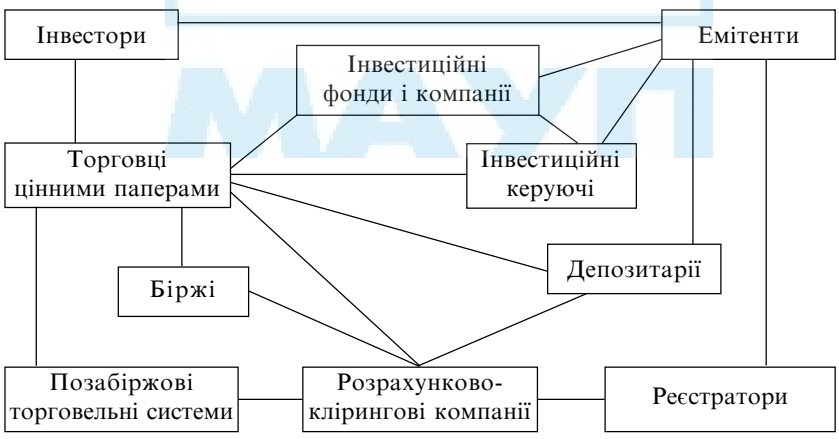 Інвестори
Емітенти
Інвестиційні
фонди і компанії
МАУП
Торговці
цінними паперами
Інвестиційні
керуючі
Депозитарії
Біржі
Позабіржові
торговельні системи
Розрахунково-
клірингові компанії
Реєстратори